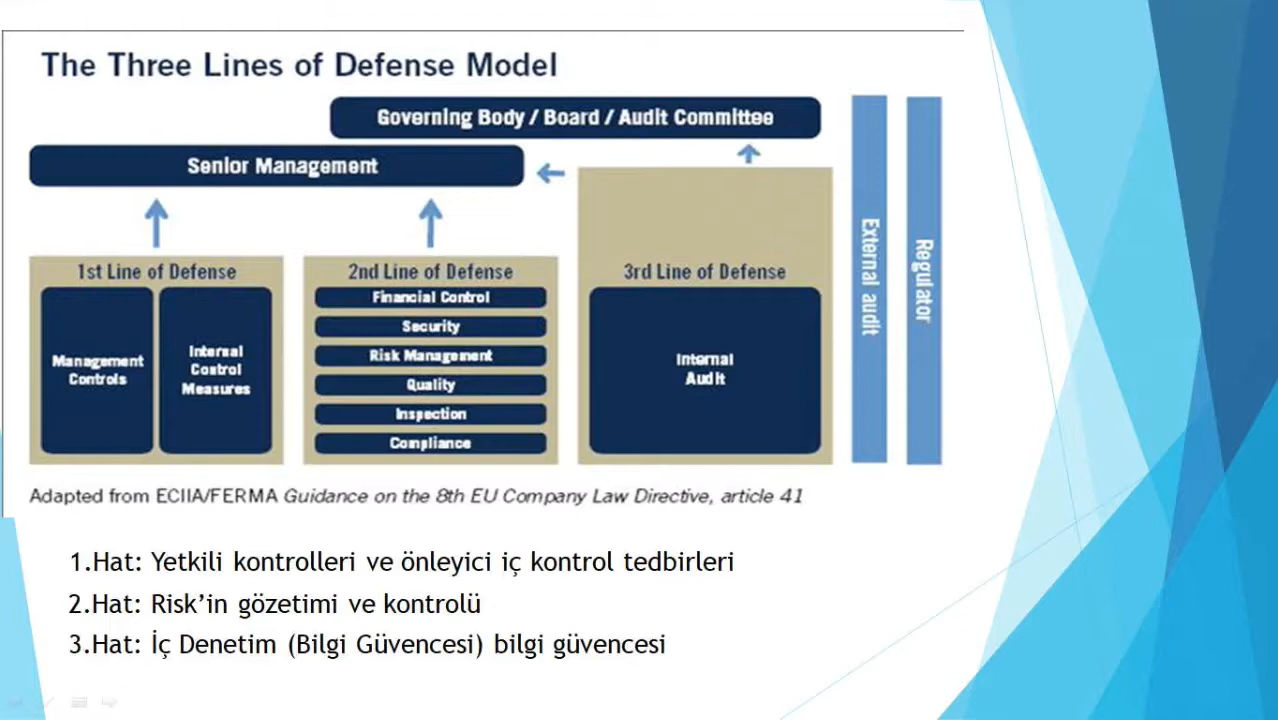 The Three Lines of Defense Model
Governing Body / Board / Audit Committee
Senior Management
1st Line of Defense
Management
Controls
Internal
Control
Measures
2nd Line of Defense
Financial Control
Security
Risk Management
Quality
Inspection
Compliance
3rd Line of Defense
Internal
Audit
External audit
Regulator
Adapted from ECIIA/FERMA Guidance on the 8th EU Company Law Directive, article 41
1.Hat: Yetkili kontrolleri ve önleyici iç kontrol tedbirleri
2.Hat: Risk’in gözetimi ve kontrolü
3.Hat: İç Denetim (Bilgi Güvencesi) bilgi güvencesi